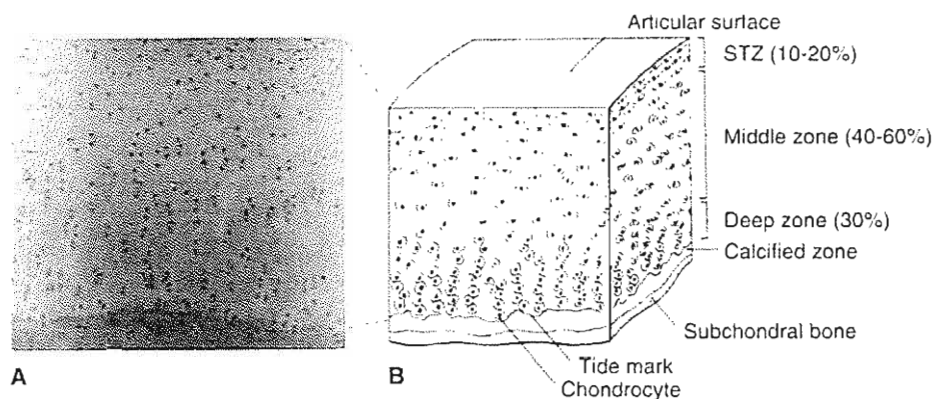 Articular surface
STZ (10-20%)
Middle zone (40-60%)
Deep zone (30%)
Calcified zone
Subchondral bone
Tide mark
Chondrocyte
A
B